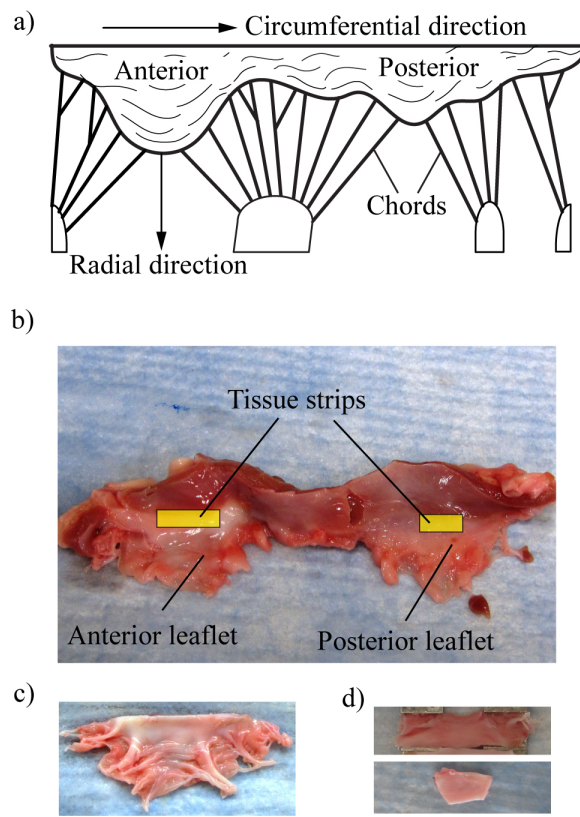 a)
Circumferential direction
Anterior
Posterior
Chords
Radial direction
b)
Tissue strips
Anterior leaflet
Posterior leaflet
c)
d)